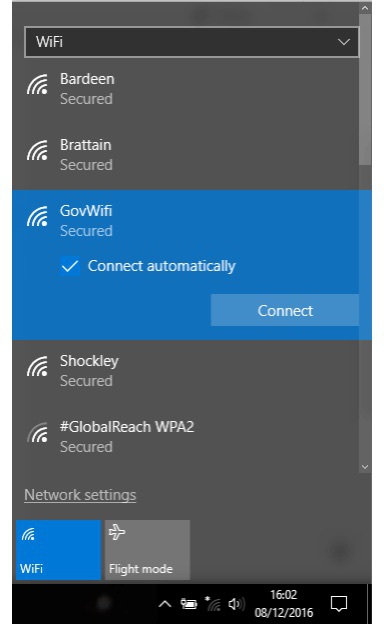 WiFi
Bardeen
Secured
Brattain
Secured
GovWifi
Secured
Connect automatically
Connect
Shockley
Secured
#GlobalReach WPA2
Secured
Network settings
WiFi
Flight mode
16:02
08/12/2016